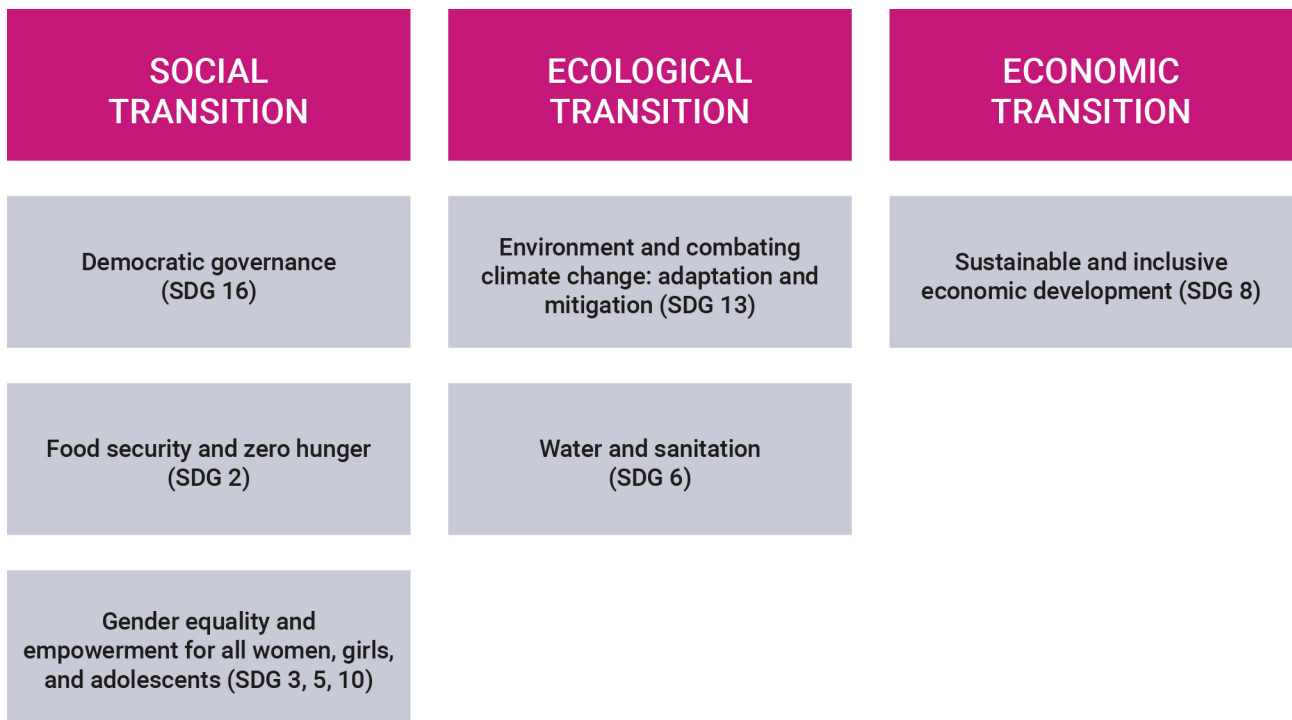 SOCIAL
TRANSITION
Democratic governance
(SDG 16)
Food security and zero hunger
(SDG 2)
Gender equality and
empowerment for all women, girls,
and adolescents (SDG 3, 5, 10)
ECOLOGICAL
TRANSITION
Environment and combating
climate change: adaptation and
mitigation (SDG 13)
Water and sanitation
(SDG 6)
ECONOMIC
TRANSITION
Sustainable and inclusive
economic development (SDG 8)